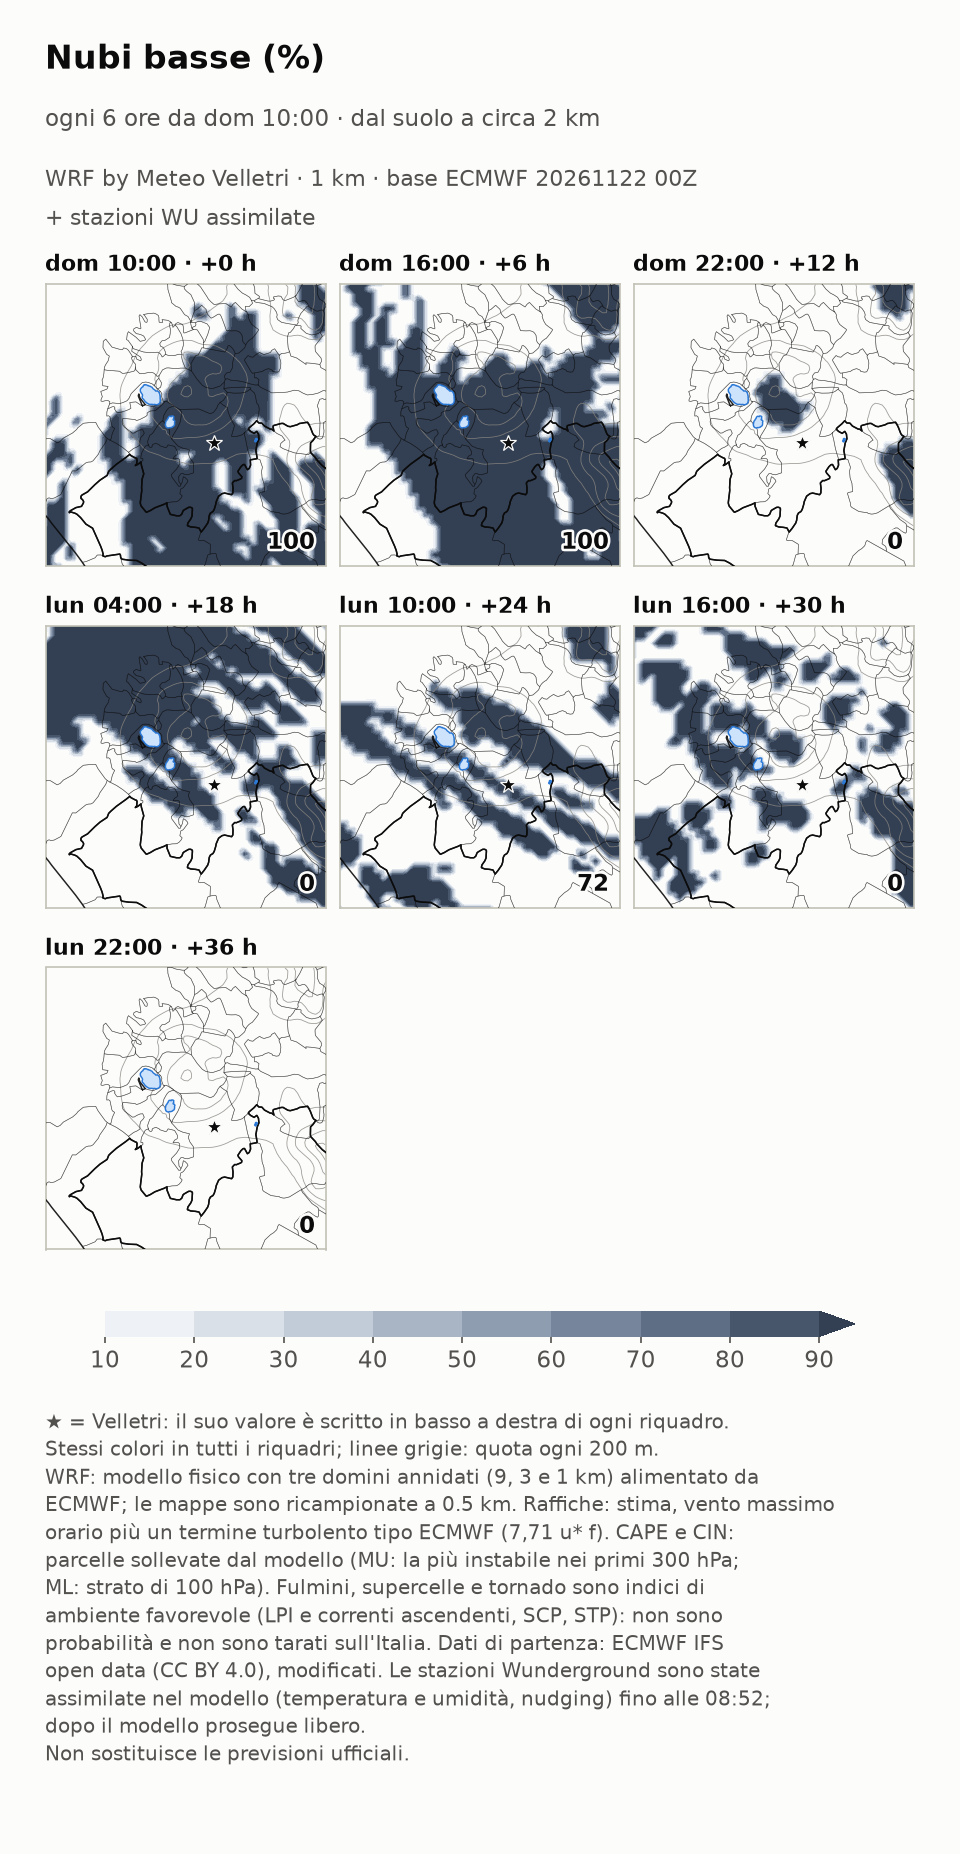 Nubi basse (%)
ogni 6 ore da dom 10:00 · dal suolo a circa 2 km
WRF by Meteo Velletri · 1 km · base ECMWF 20261122 00Z
+ stazioni WU assimilate
dom 10:00 · +0 h
dom 16:00 · +6 h
dom 22:00 · +12 h
100
100
0
lun 04:00 · +18 h
lun 10:00 · +24 h
lun 16:00 · +30 h
0
72
0
lun 22:00 · +36 h
0
10 20 30 40 50 60 70 80 90
★ = Velletri: il suo valore è scritto in basso a destra di ogni riquadro.
Stessi colori in tutti i riquadri; linee grigie: quota ogni 200 m.
WRF: modello fisico con tre domini annidati (9, 3 e 1 km) alimentato da
ECMWF; le mappe sono ricampionate a 0.5 km. Raffiche: stima, vento massimo
orario più un termine turbolento tipo ECMWF (7,71 u* f). CAPE e CIN:
parcelle sollevate dal modello (MU: la più instabile nei primi 300 hPa;
ML: strato di 100 hPa). Fulmini, supercelle e tornado sono indici di
ambiente favorevole (LPI e correnti ascendenti, SCP, STP): non sono
probabilità e non sono tarati sull'Italia. Dati di partenza: ECMWF IFS
open data (CC BY 4.0), modificati. Le stazioni Wunderground sono state
assimilate nel modello (temperatura e umidità, nudging) fino alle 08:52;
dopo il modello prosegue libero.
Non sostituisce le previsioni ufficiali.